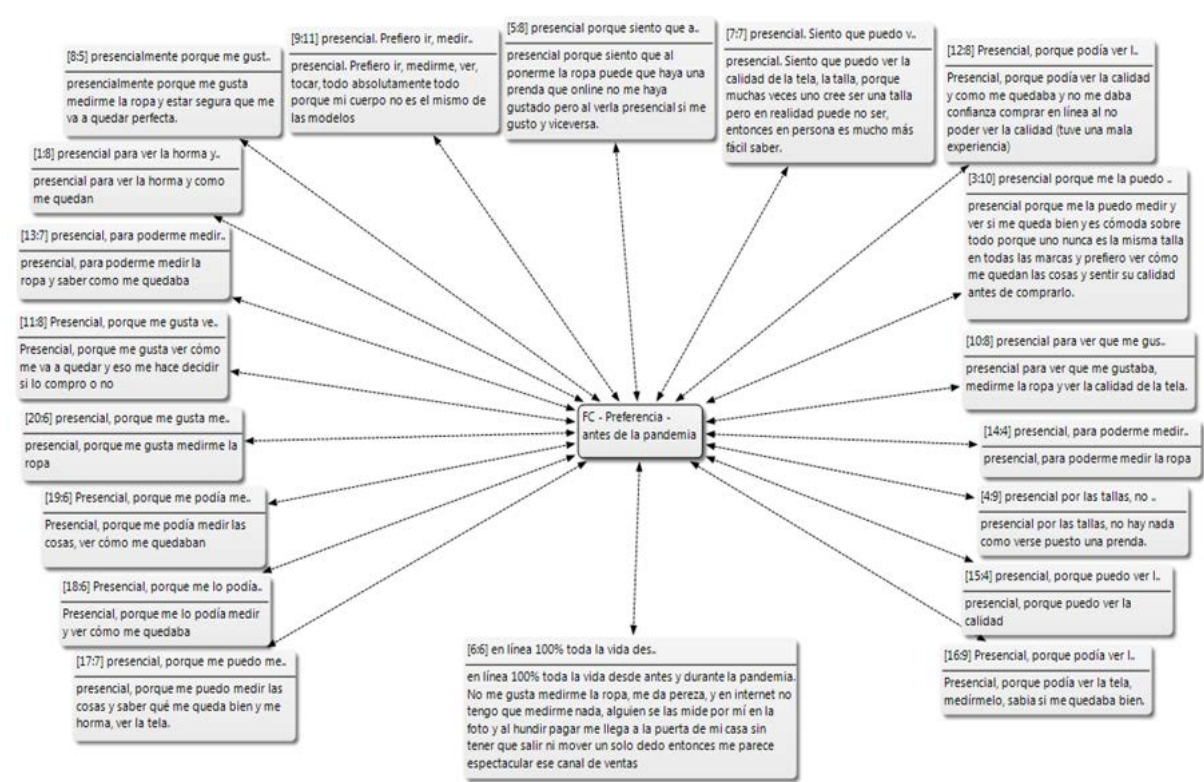 [8:5] presencialmente porque me gust..
presencialmente porque me gusta
medirme la ropa y estar segura que me
va a quedar perfecta.
[9:11] presencial. Prefiero ir, medir..
presencial. Prefiero ir, medirme, ver,
tocar, todo absolutamente todo
porque mi cuerpo no es el mismo de
las modelos
[5:8] presencial porque siento que a..
presencial porque siento que al
ponerme la ropa puede que haya una
prenda que online no me haya
gustado pero al verla presencial si me
gusto y viceversa.
[7:7] presencial. Siento que puedo v..
presencial. Siento que puedo ver la
calidad de la tela, la talla, porque
muchas veces uno cree ser una talla
pero en realidad puede no ser,
entonces en persona es mucho más
fácil saber.
[12:8] Presencial, porque podía ver l..
Presencial, porque podía ver la calidad
y como me quedaba y no me daba
confianza comprar en línea al no
poder ver la calidad (tuve una mala
experiencia)
[1:8] presencial para ver la horma y..
presencial para ver la horma y como
me quedan
[3:10] presencial porque me la puedo ..
presencial porque me la puedo medir y
ver si me queda bien y es cómoda sobre
todo porque uno nunca es la misma talla
en todas las marcas y prefiero ver cómo
me quedan las cosas y sentir su calidad
antes de comprarlo.
[13:7] presencial, para poderme medir..
presencial, para poderme medir la
ropa y saber como me quedaba
[11:8] Presencial, porque me gusta ve..
Presencial, porque me gusta ver cómo
me va a quedar y eso me hace decidir
si lo compro o no
[10:8] presencial para ver que me gus..
presencial para ver que me gustaba,
medirme la ropa y ver la calidad de la tela.
FC - Preferencia -
antes de la pandemia
[20:6] presencial, porque me gusta me..
presencial, porque me gusta medirme la
ropa
[14:4] presencial, para poderme medir..
presencial, para poderme medir la ropa
[19:6] Presencial, porque me podía me..
Presencial, porque me podía medir las
cosas, ver cómo me quedaban
[4:9] presencial por las tallas, no ..
presencial por las tallas, no hay nada
como verse puesto una prenda.
[18:6] Presencial, porque me lo podía..
Presencial, porque me lo podía medir
y ver cómo me quedaba
[15:4] presencial, porque puedo ver l..
presencial, porque puedo ver la
calidad
[17:7] presencial, porque me puedo me..
presencial, porque me puedo medir las
cosas y saber qué me queda bien y me
horma, ver la tela.
[6:6] en línea 100% toda la vida des..
en línea 100% toda la vida desde antes y durante la pandemia.
No me gusta medirme la ropa, me da pereza, y en internet no
tengo que medirme nada, alguien se las mide por mí en la
foto y al hundir pagar me llega a la puerta de mi casa sin
tener que salir ni mover un solo dedo entonces me parece
espectacular ese canal de ventas
[16:9] Presencial, porque podía ver l..
Presencial, porque podía ver la tela,
medírmelo, sabia si me quedaba bien.